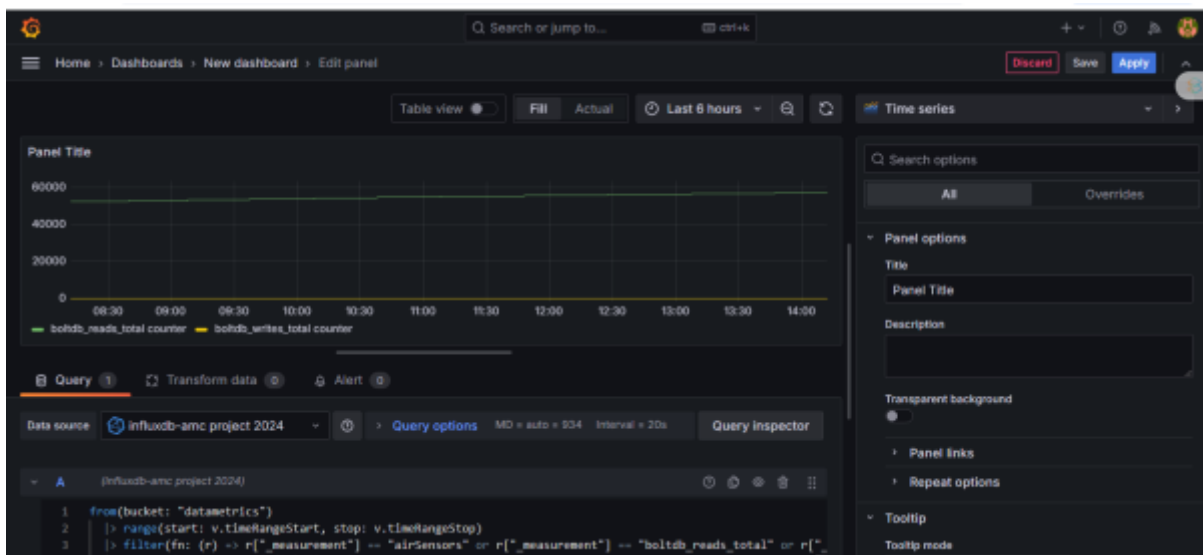 Search or jump to... ctrl+k
Home › Dashboards › New dashboard › Edit panel Discard Save Apply
Table view Fill Actual Last 6 hours Time series
Panel Title
Search options
All Overrides
60000
40000
20000
0
08:30 09:00 09:30 10:00 10:30 11:00 11:30 12:00 12:30 13:00 13:30 14:00
boltdb_reads_total counter boltdb_writes_total counter
Panel options
Title
Panel Title
Description
Query 1 Transform data 0 Alert 0
Transparent background
Data source influxdb-amc project 2024 › Query options MD = auto = 934 Interval = 20s Query inspector
Panel links
Repeat options
A (influxdb-amc project 2024)
1 from(bucket: "datametrics")
2 |> range(start: v.timeRangeStart, stop: v.timeRangeStop)
3 |> filter(fn: (r) => r["_measurement"] == "airSensors" or r["_measurement"] == "boltdb_reads_total" or r["_
Tooltip
Tooltip mode